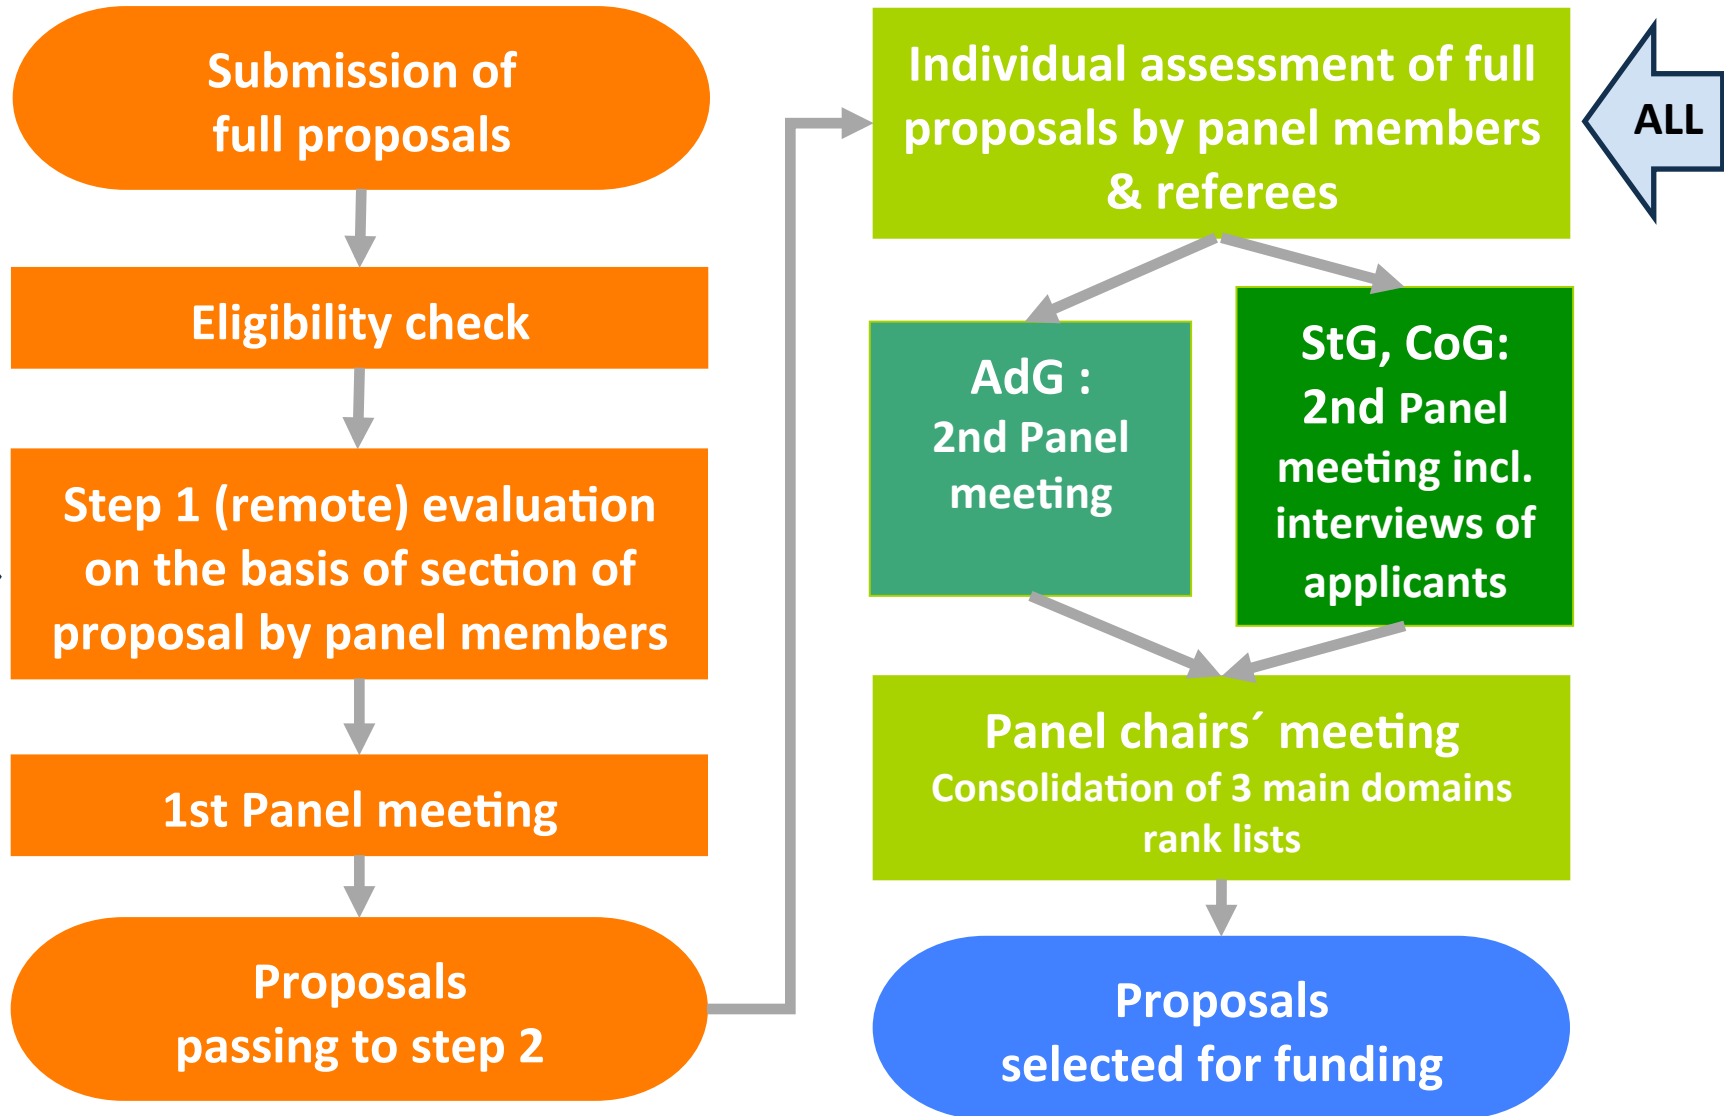 Submission of
full proposals
Eligibility check
Step 1 (remote) evaluation
on the basis of section of
proposal by panel members
1st Panel meeting
Proposals
passing to step 2
Individual assessment of full
proposals by panel members
& referees
ALL
AdG :
2nd Panel
meeting
StG, CoG:
2nd Panel
meeting incl.
interviews of
applicants
Panel chairs´ meeting
Consolidation of 3 main domains
rank lists
Proposals
selected for funding